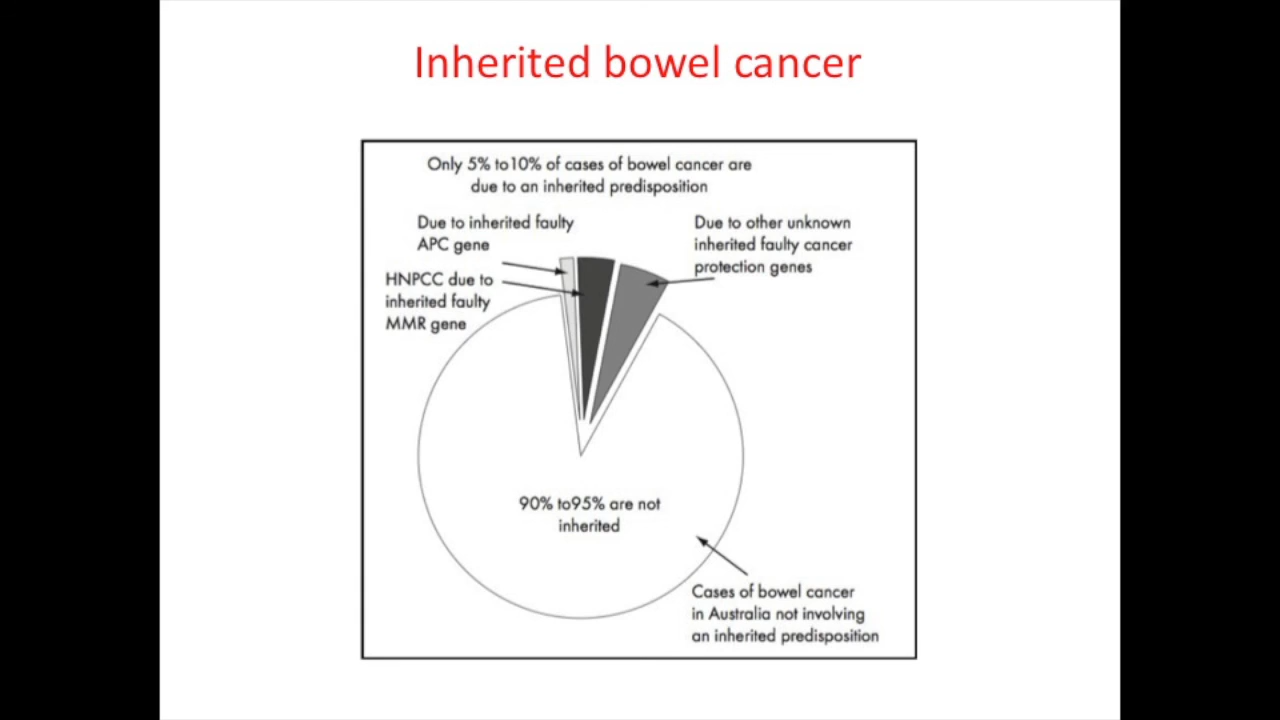 Inherited bowel cancer
Only 5% to10% of cases of bowel cancer are
due to an inherited predisposition
Due to inherited faulty
APC gene
Due to other unknown
inherited faulty cancer
protection genes
HNPCC due to
inherited faulty
MMR gene
90% to95% are not
inherited
Cases of bowel cancer
in Australia not involving
an inherited predisposition